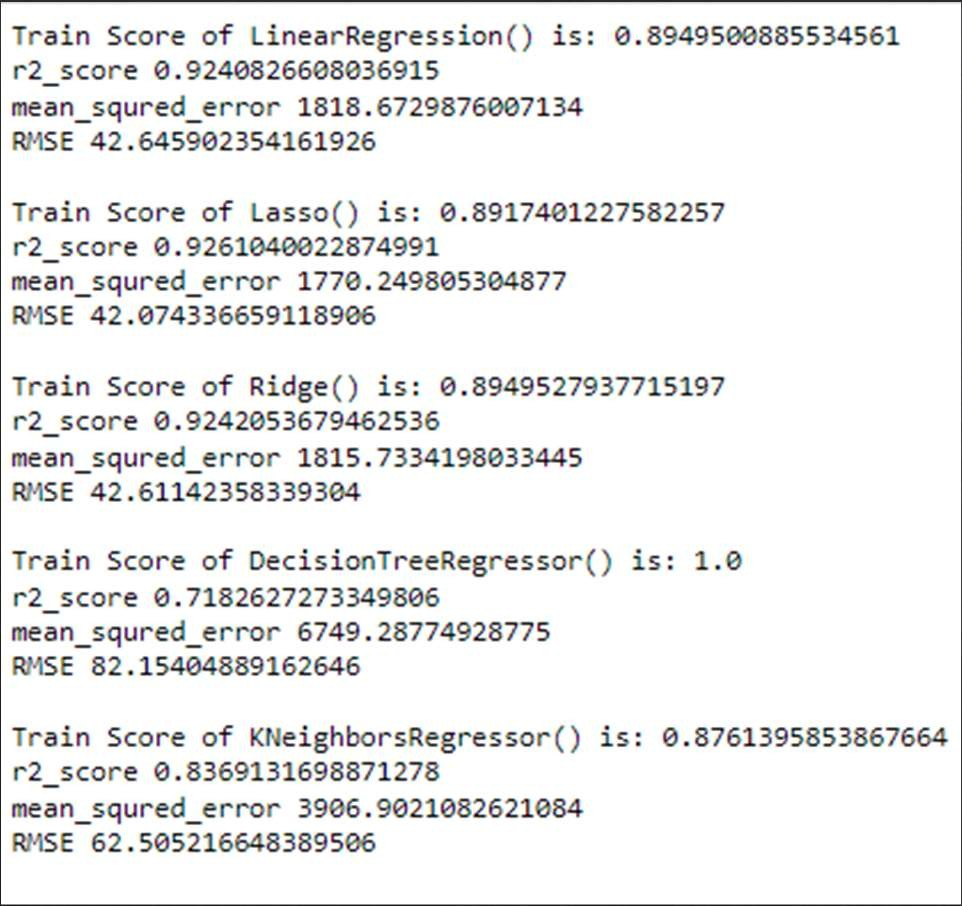 Train Score of LinearRegression() is: 0.8949500885534561
r2_score 0.9240826608036915
mean_squred_error 1818.6729876007134
RMSE 42.645902354161926
Train Score of Lasso() is: 0.8917401227582257
r2_score 0.9261040022874991
mean_squred_error 1770.249805304877
RMSE 42.074336659118906
Train Score of Ridge() is: 0.8949527937715197
r2_score 0.9242053679462536
mean_squred_error 1815.7334198033445
RMSE 42.61142358339304
Train Score of DecisionTreeRegressor() is: 1.0
r2_score 0.7182627273349806
mean_squred_error 6749.28774928775
RMSE 82.15404889162646
Train Score of KNeighborsRegressor() is: 0.8761395853867664
r2_score 0.8369131698871278
mean_squred_error 3906.9021082621084
RMSE 62.505216648389506